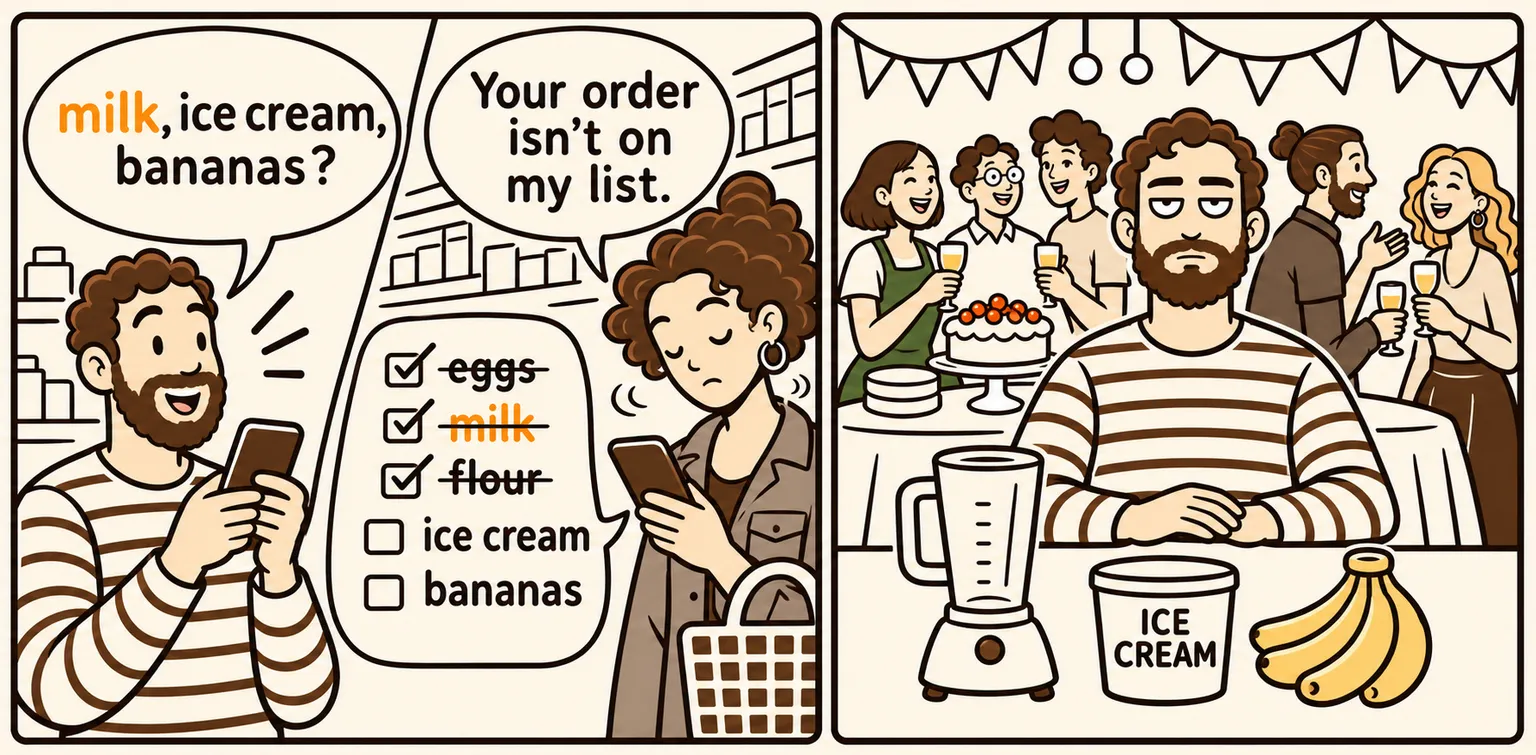 milk, ice cream,
bananas?
Your order
isn't on
my list.
eggs
milk
flour
ice cream
bananas
ICE
CREAM